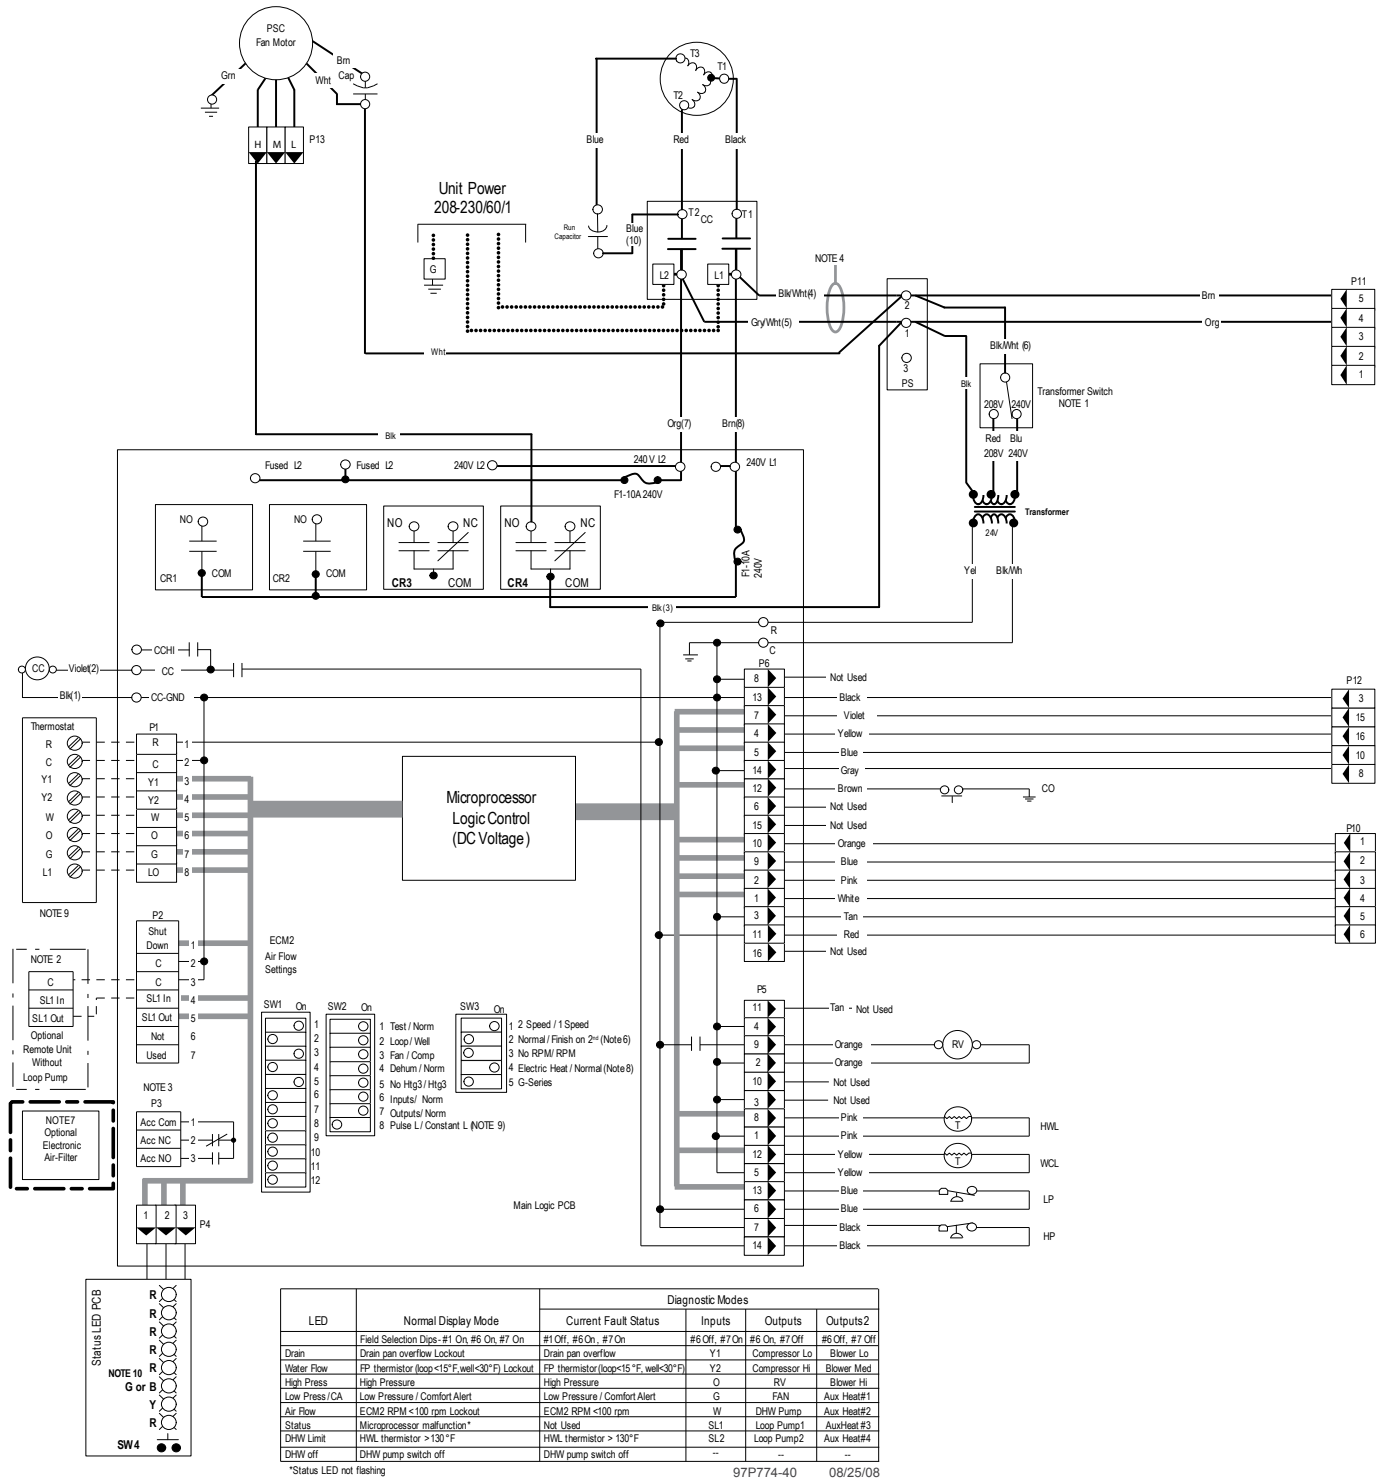 PSC
Fan Motor
Grn
Brn
Cap
Wht
H M L P13
T3
T1
T2
Blue
Red
Black
Unit Power
208-230/60/1
G
Run
Capacitor
Blue
(10)
T2 CC T1
L2 L1
NOTE 4
Blk/Wht(4)
Gry/Wht(5)
2
1
3
PS
Brn
Org
P11
5
4
3
2
1
Wht
Blk
Blk/Wht (6)
Transformer Switch
NOTE 1
208V 240V
Red Blu
208V 240V
Transformer
24V
Yel Blk/Wh
Org(7) Brn(8)
Blk
Fused L2 Fused L2 240V L2 240 V L2 240V L1
F1-10A 240V
F1-10A
240V
NO COM CR1
NO COM CR2
NO NC CR3 COM
NO NC CR4 COM
Blk(3)
R
C
CCHI
CC Violet(2) CC
Blk(1) CC-GND
Thermostat P1
R R 1
C C 2
Y1 Y1 3
Y2 Y2 4
W W 5
O O 6
G G 7
L1 LO 8
NOTE 9
Microprocessor
Logic Control
(DC Voltage)
P2
Shut
Down 1
C 2
C 3
SL1 In 4
SL1 Out 5
Not 6
Used 7
NOTE 2
C
SL1 In
SL1 Out
Optional
Remote Unit
Without
Loop Pump
NOTE 3
P3
Acc Com 1
Acc NC 2
Acc NO 3
NOTE7
Optional
Electronic
Air-Filter
1 2 3 P4
ECM2
Air Flow
Settings
SW1 On
1
2
3
4
5
6
7
8
9
10
11
12
SW2 On
1 Test / Norm
2 Loop / Well
3 Fan / Comp
4 Dehum / Norm
5 No Htg3 / Htg3
6 Inputs/ Norm
7 Outputs/ Norm
8 Pulse L / Constant L (NOTE 9)
SW3 On
1 2 Speed / 1 Speed
2 Normal / Finish on 2nd (Note 6)
3 No RPM/ RPM
4 Electric Heat / Normal (Note 8)
5 G-Series
Main Logic PCB
P6
8 Not Used
13 Black
7 Violet
4 Yellow
5 Blue
14 Gray
12 Brown CO
6 Not Used
15 Not Used
10 Orange
9 Blue
2 Pink
1 White
3 Tan
11 Red
16 Not Used
P12
3
15
16
10
8
P10
1
2
3
4
5
6
P5
11 Tan - Not Used
4
9 Orange RV
2 Orange
10 Not Used
3 Not Used
8 Pink T HWL
1 Pink
12 Yellow T WCL
5 Yellow
13 Blue LP
6 Blue
7 Black HP
14 Black
Status LED PCB
R
R
R
R
R
NOTE 10
G or B
Y
R
SW4
Diagnostic Modes
LED Normal Display Mode Current Fault Status Inputs Outputs Outputs2
Field Selection Dips - #1 On, #6 On, #7 On #1 Off, #6 On, #7 On #6 Off, #7 On #6 On, #7 Off #6 Off, #7 Off
Drain Drain pan overflow Lockout Drain pan overflow Y1 Compressor Lo Blower Lo
Water Flow FP thermistor (loop<15°F, well<30°F) Lockout FP thermistor (loop<15°F, well<30°F) Y2 Compressor Hi Blower Med
High Press High Pressure High Pressure O RV Blower Hi
Low Press / CA Low Pressure / Comfort Alert Low Pressure / Comfort Alert G FAN Aux Heat#1
Air Flow ECM2 RPM <100 rpm Lockout ECM2 RPM <100 rpm W DHW Pump Aux Heat#2
Status Microprocessor malfunction* Not Used SL1 Loop Pump1 AuxHeat #3
DHW Limit HWL thermistor >130°F HWL thermistor > 130°F SL2 Loop Pump2 Aux Heat#4
DHW off DHW pump switch off DHW pump switch off -- -- --
*Status LED not flashing
97P774-40 08/25/08